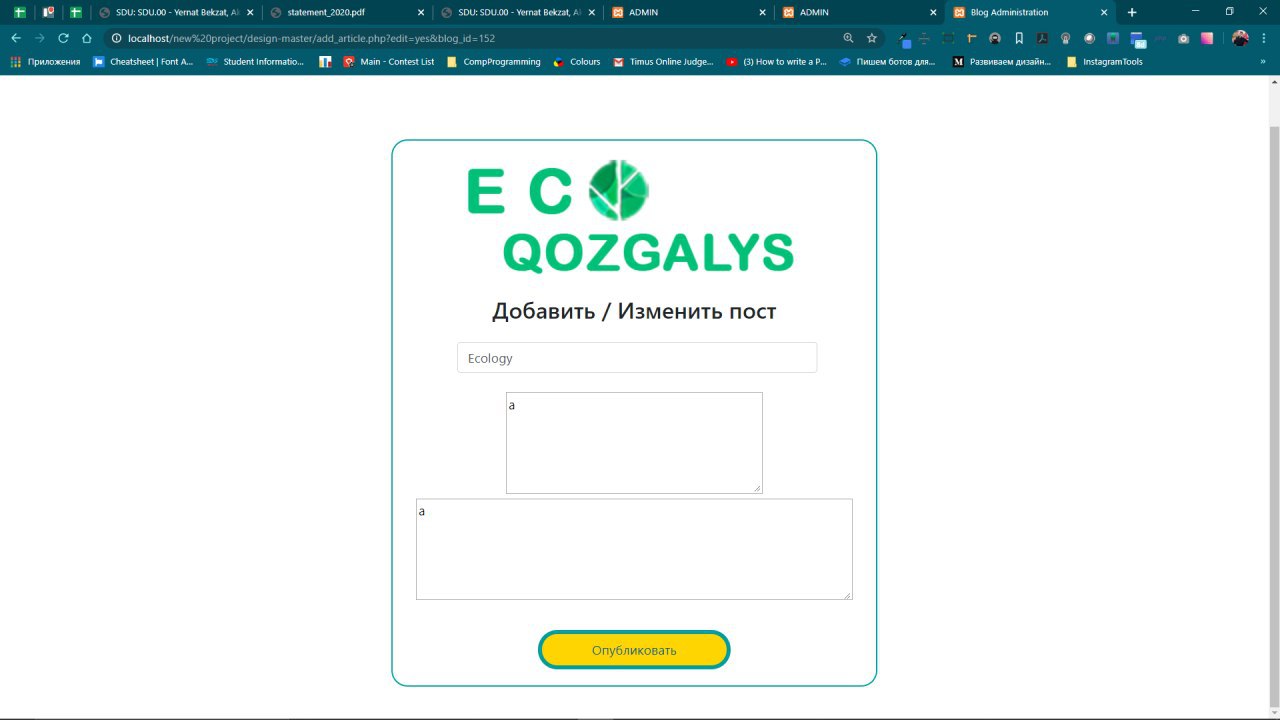 SDU: SDU.00 - Yernat Bekzat, Al
statement_2020.pdf
SDU: SDU.00 - Yernat Bekzat, Al
ADMIN
ADMIN
Blog Administration
localhost/new%20project/design-master/add_article.php?edit=yes&blog_id=152
Приложения
Cheatsheet | Font A...
Student Informatio...
Main - Contest List
CompProgramming
Colours
Timus Online Judge...
(3) How to write a P...
Пишем ботов для...
Развиваем дизайн...
InstagramTools
»
E C
QOZGALYS
Добавить / Изменить пост
Ecology
a
a
Опубликовать